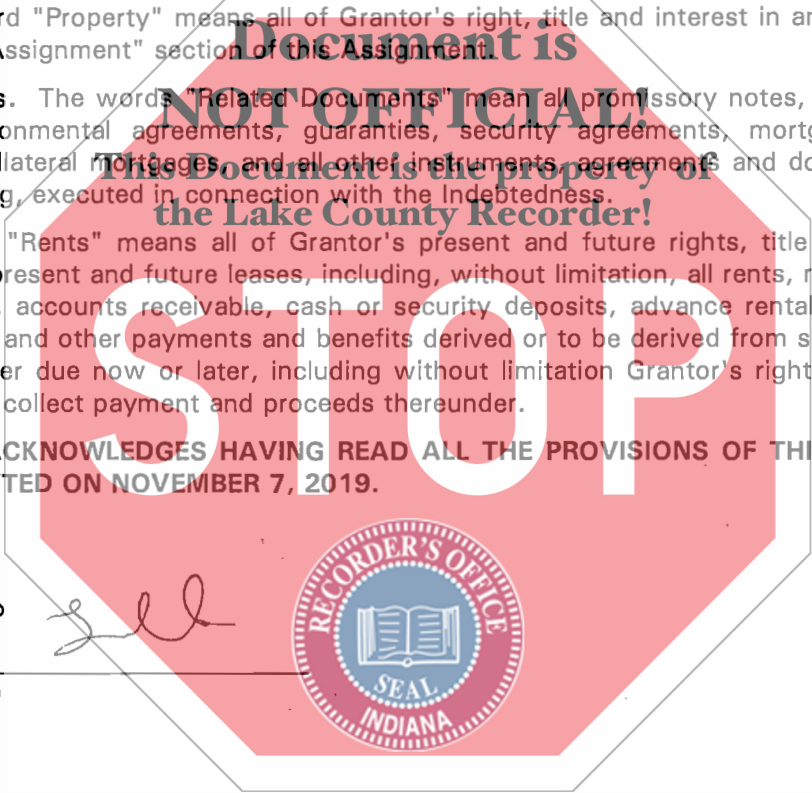 rd "Property" means all of Grantor's right, title and interest in an
Assignment" section of this Assignment.
Document is
s. The words "Related Documents" mean all promissory notes,
NOT OFFICIAL!
onmental agreements, guaranties, security agreements, mortg
llateral mortgages, and all other instruments, agreements and do
This Document is the property of
g, executed in connection with the Indebtedness.
the Lake County Recorder!
"Rents" means all of Grantor's present and future rights, title
resent and future leases, including, without limitation, all rents, r
accounts receivable, cash or security deposits, advance renta
and other payments and benefits derived or to be derived from s
er due now or later, including without limitation Grantor's right
collect payment and proceeds thereunder.
STOP
CKNOWLEDGES HAVING READ ALL THE PROVISIONS OF THI
TED ON NOVEMBER 7, 2019.
RECORDER'S OFFICE
SEAL
INDIANA